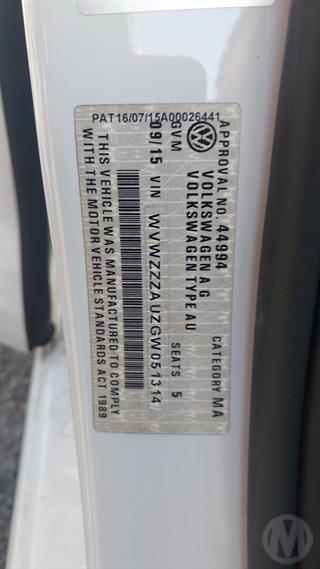 PAT16/07/15A00026441
APPROVAL NO. 44994 CATEGORY MA
VOLKSWAGEN A G
VOLKSWAGEN TYPE AU
GVM SEATS 5
09/15 VIN WVWZZZAUZGW051314
THIS VEHICLE WAS MANUFACTURED TO COMPLY
WITH THE MOTOR VEHICLE STANDARDS ACT 1989
M